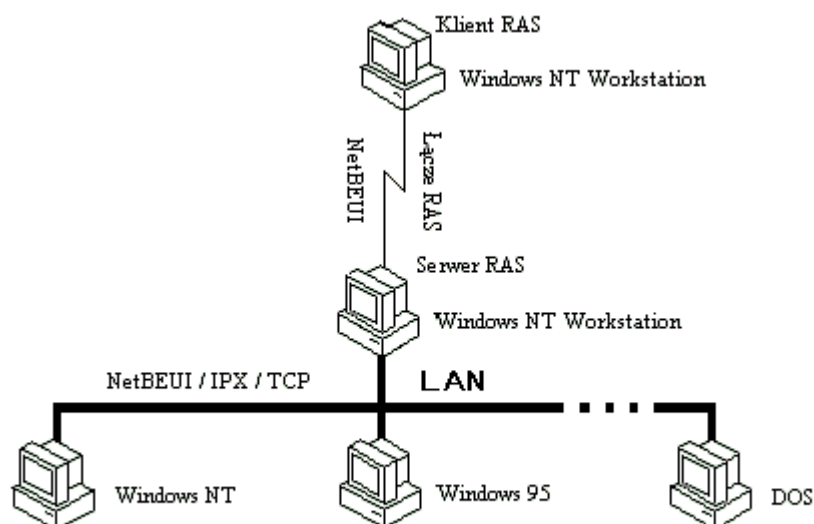 Klient RAS
Windows NT Workstation
NetBEUI
Łącze RAS
Serwer RAS
Windows NT Workstation
NetBEUI / IPX / TCP
LAN
Windows NT
Windows 95
DOS